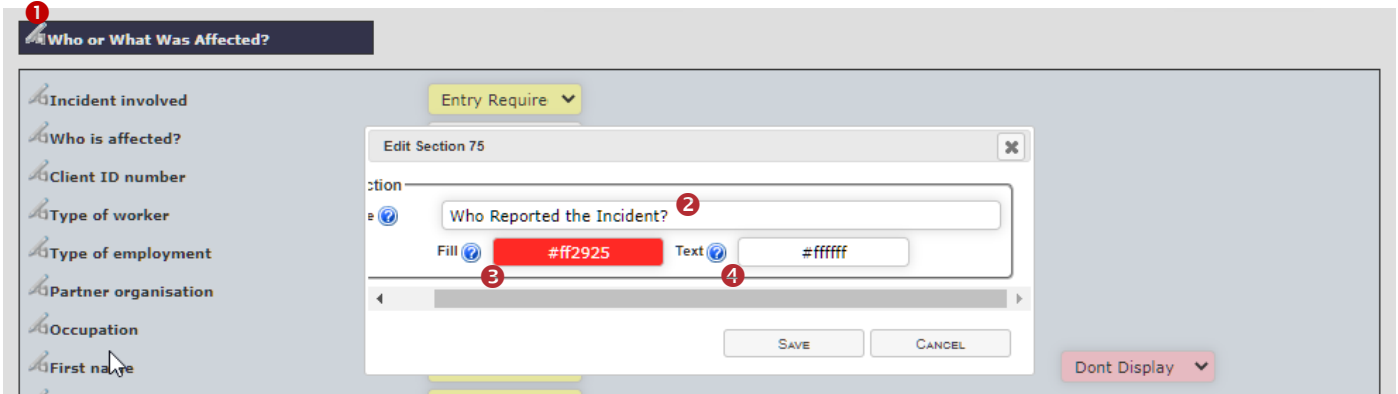 1
Who or What Was Affected?
Incident involved Entry Require
Who is affected?
Edit Section 75
Client ID number
ction
Type of worker
e ? Who Reported the Incident? 2
Type of employment
Fill ? #ff2925 Text ? #ffffff
3 4
Partner organisation
Occupation
SAVE CANCEL
First name Dont Display